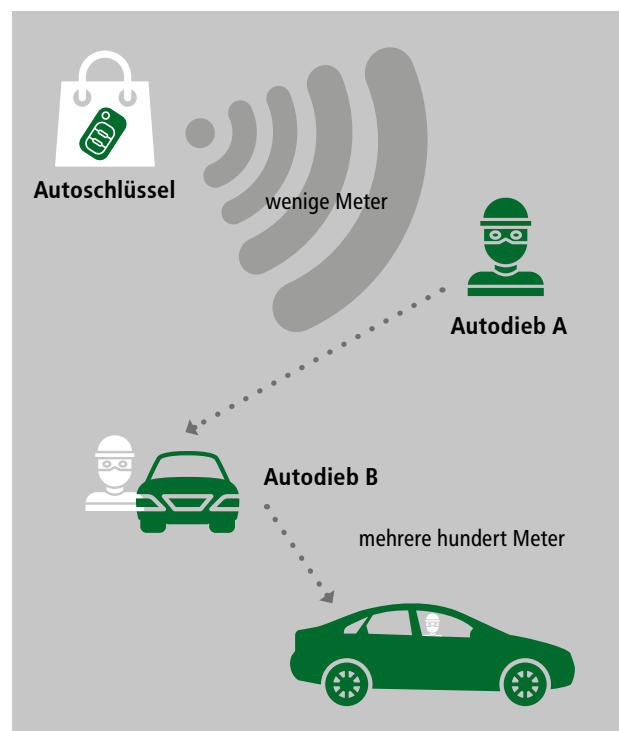 Autoschlüssel
wenige Meter
Autodieb A
Autodieb B
mehrere hundert Meter